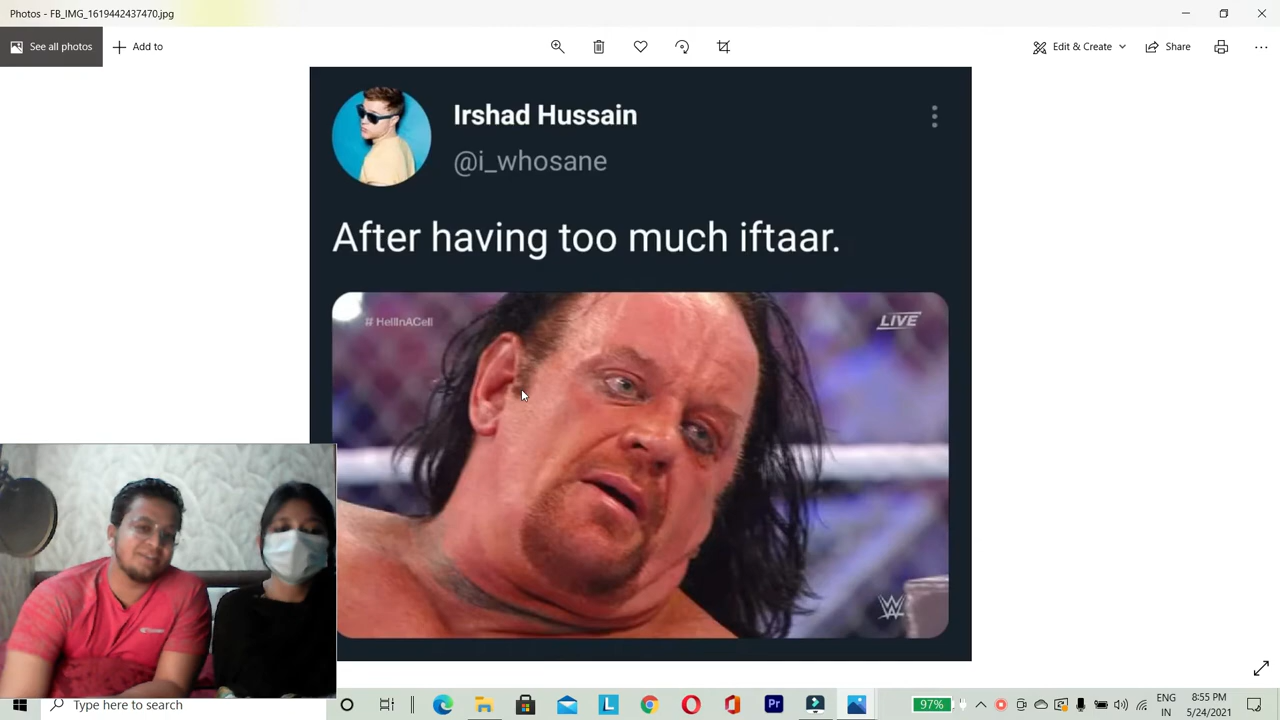 Photos - FB_IMG_1619442437470.jpg
See all photos
Add to
Edit & Create
Share
Irshad Hussain
@i_whosane
After having too much iftaar.
# HellInACell
LIVE
W
Type here to search
L
Pr
97%
ENG
IN
8:55 PM
5/24/2021